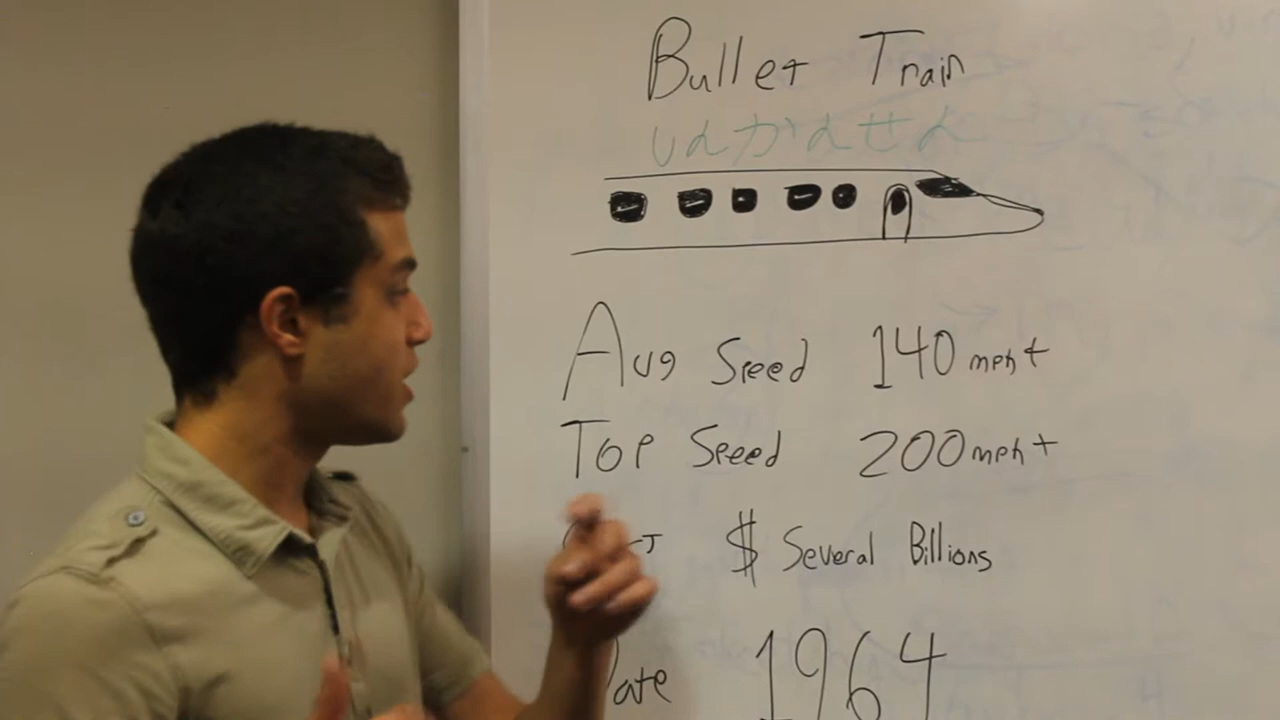 Bullet Train
しんかんせん
Avg Speed 140 mph+
Top Speed 200 mph+
$ Several Billions
Date 1964